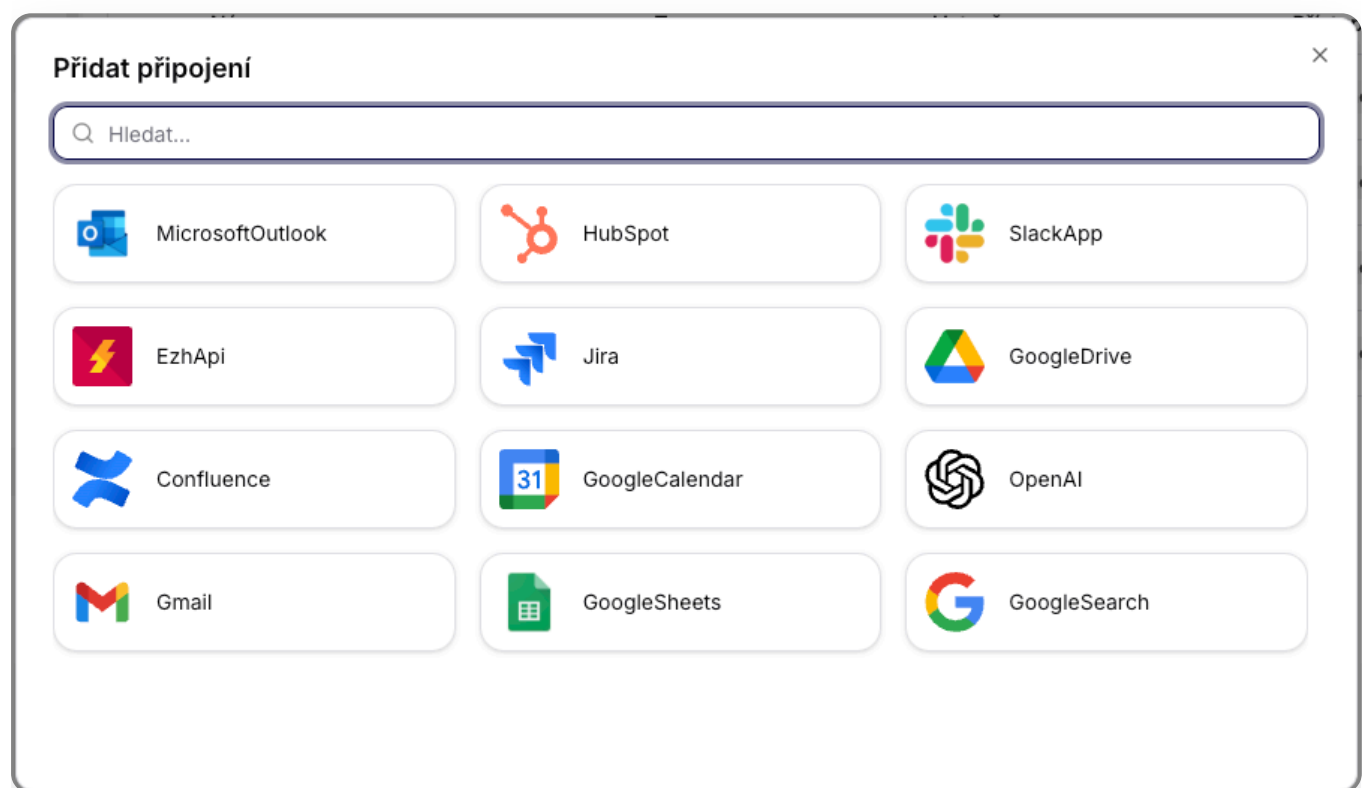 Přidat připojení
Hledat...
MicrosoftOutlook
HubSpot
SlackApp
EzhApi
Jira
GoogleDrive
Confluence
31
GoogleCalendar
OpenAI
Gmail
GoogleSheets
GoogleSearch